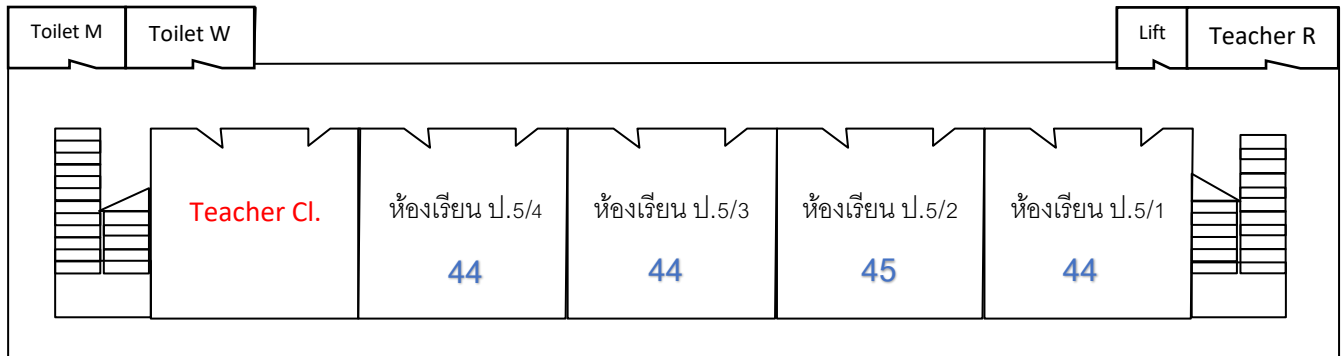 Toilet M
Toilet W
Lift
Teacher R
Teacher Cl.
ห้องเรียน ป.5/4
ห้องเรียน ป.5/3
ห้องเรียน ป.5/2
ห้องเรียน ป.5/1
44
44
45
44